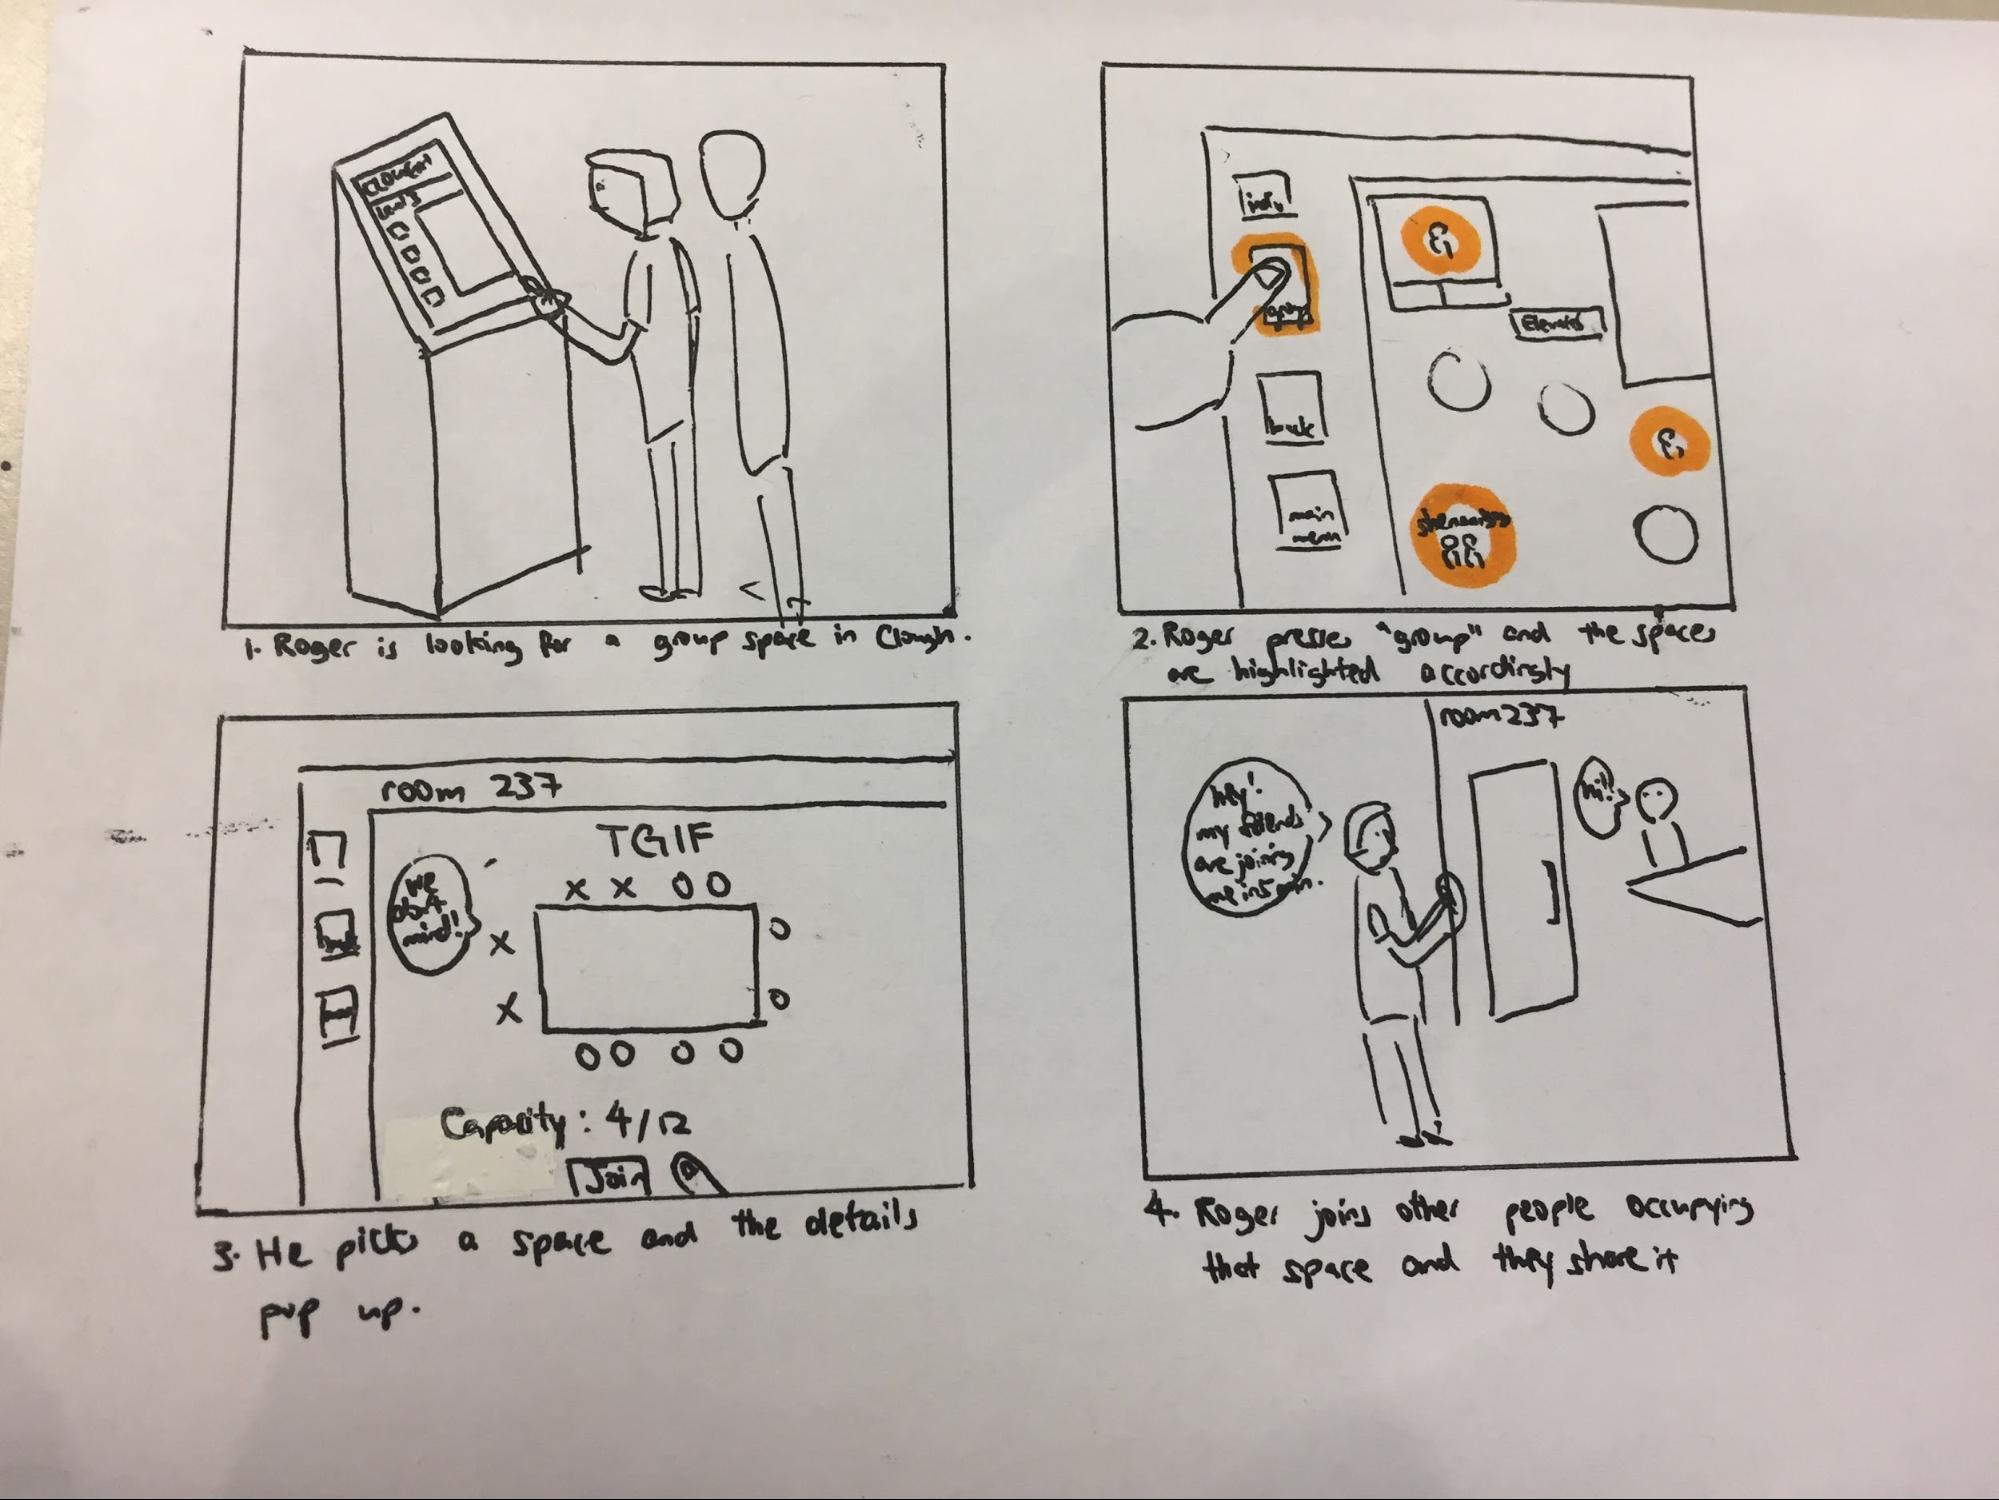 Level 3
1. Roger is looking for a group space in Clough.
info
group
back
main
menu
Elevator
shenanigans
2. Roger presses "group" and the spaces
are highlighted accordingly
room 237
TGIF
We
don't
mind!
x x O O
x O
x O
O O O O
Capacity: 4/12
Join
3. He picks a space and the details
pop up.
room 237
hey!
my friends
are joining
me in 5 min.
hi!!
4. Roger joins other people occupying
that space and they share it